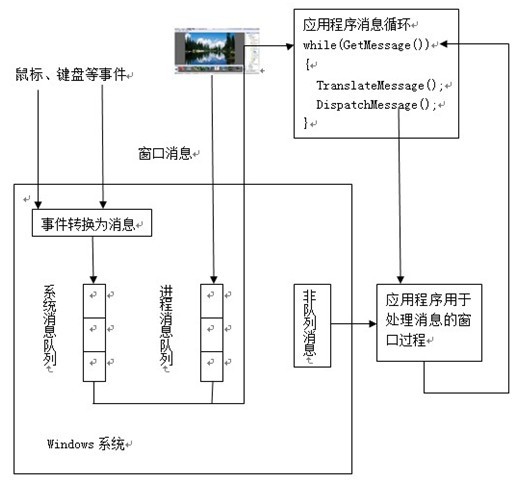 应用程序消息循环
while(GetMessage())
{
TranslateMessage();
DispatchMessage();
}
鼠标、键盘等事件
窗口消息
事件转换为消息
系统消息队列
进程消息队列
非队列消息
应用程序用于
处理消息的窗
口过程
Windows 系统